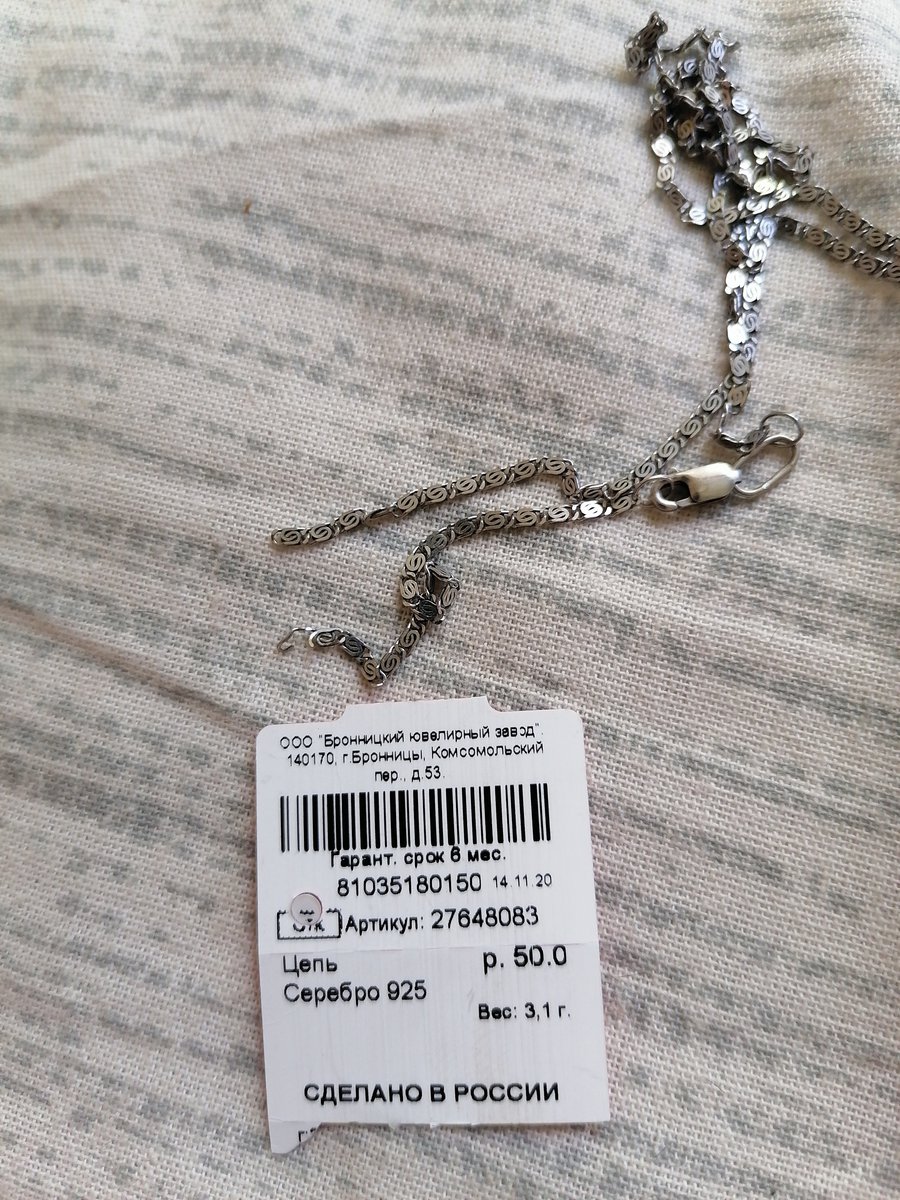 ООО "Бронницкий ювелирный завод".
140170, г.Бронницы, Комсомольский
пер., д.53.
Гарант. срок 6 мес.
81035180150 14.11.20
Артикул: 27648083
Цепь р. 50.0
Серебро 925
Вес: 3,1 г.
СДЕЛАНО В РОССИИ